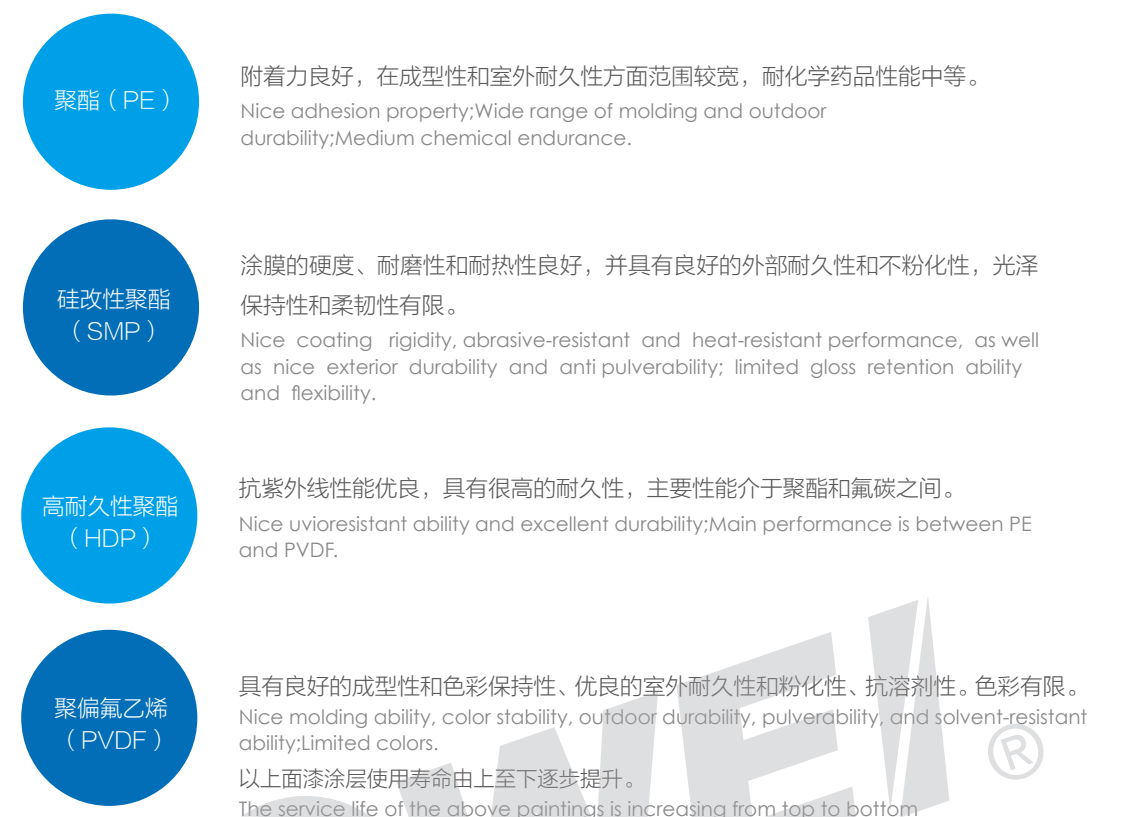 聚酯（PE）
附着力良好，在成型性和室外耐久性方面范围较宽，耐化学药品性能中等。
Nice adhesion property;Wide range of molding and outdoor
durability;Medium chemical endurance.
硅改性聚酯
（SMP）
涂膜的硬度、耐磨性和耐热性良好，并具有良好的外部耐久性和不粉化性，光泽
保持性和柔韧性有限。
Nice coating rigidity, abrasive-resistant and heat-resistant performance, as well
as nice exterior durability and anti pulverability; limited gloss retention ability
and flexibility.
高耐久性聚酯
（HDP）
抗紫外线性能优良，具有很高的耐久性，主要性能介于聚酯和氟碳之间。
Nice uvioresistant ability and excellent durability;Main performance is between PE
and PVDF.
聚偏氟乙烯
（PVDF）
具有良好的成型性和色彩保持性、优良的室外耐久性和粉化性、抗溶剂性。色彩有限。
Nice molding ability, color stability, outdoor durability, pulverability, and solvent-resistant
ability;Limited colors.
®
以上面漆涂层使用寿命由上至下逐步提升。
The service life of the above paintings is increasing from top to bottom